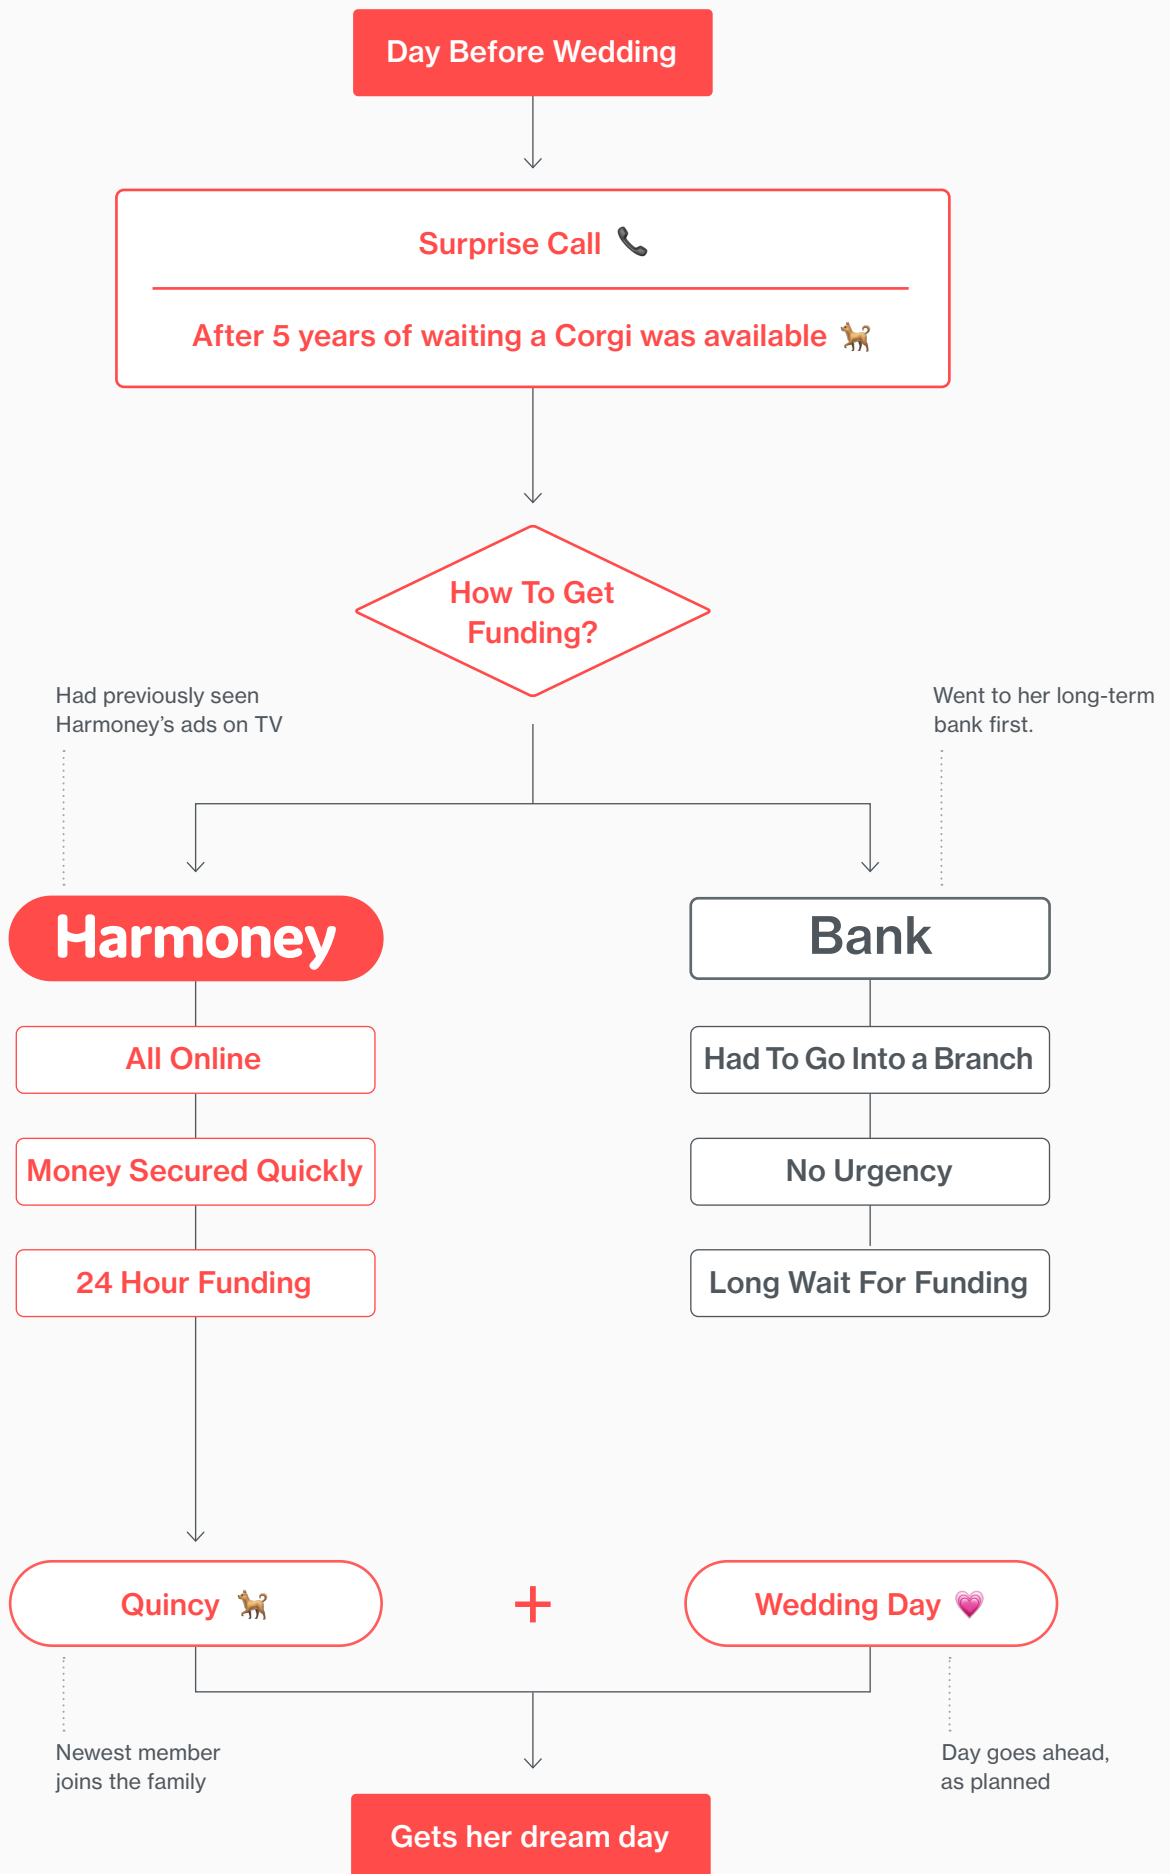 Day Before Wedding
Surprise Call 📞
After 5 years of waiting a Corgi was available 🐕
How To Get
Funding?
Had previously seen
Harmoney’s ads on TV
Went to her long-term
bank first.
Harmoney
Bank
All Online
Had To Go Into a Branch
Money Secured Quickly
No Urgency
24 Hour Funding
Long Wait For Funding
Quincy 🐕
+
Wedding Day 💗
Newest member
joins the family
Day goes ahead,
as planned
Gets her dream day